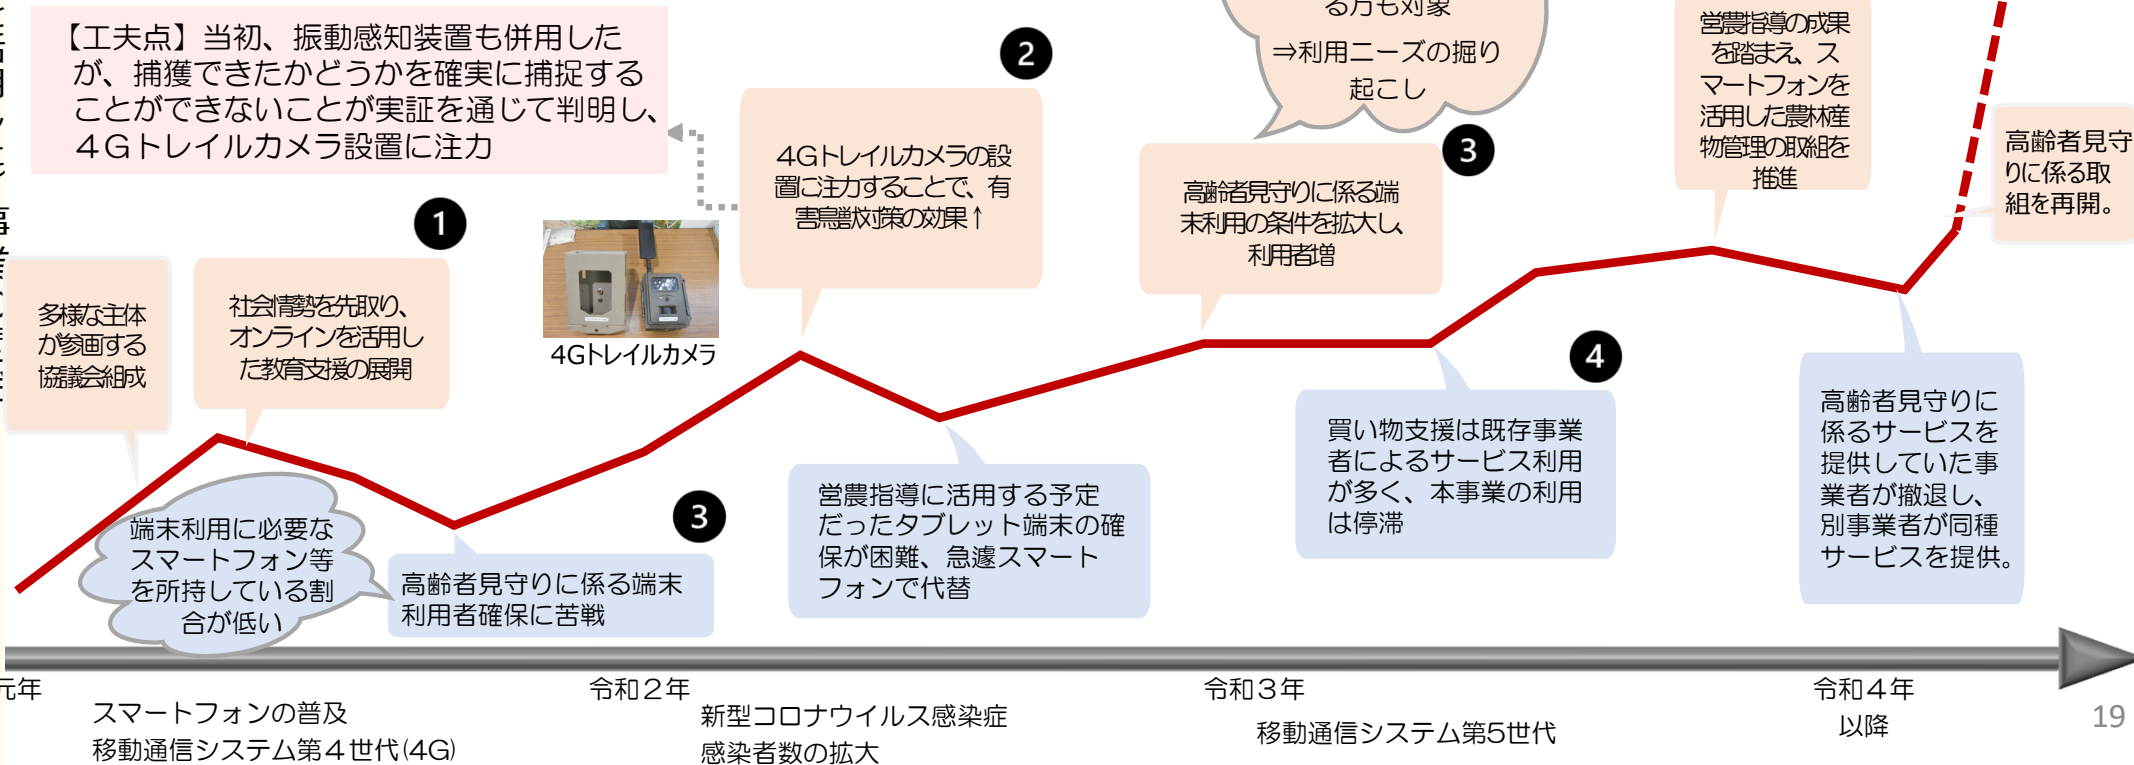 【工夫点】当初、振動感知装置も併用した
が、捕獲できたかどうかを確実に捕捉する
ことができないことが実証を通じて判明し、
４Ｇトレイルカメラ設置に注力
る方も対象
⇒利用ニーズの掘り
起こし
営農指導の成果
を踏まえ、ス
マートフォンを
活用した農林産
物管理の取組を
推進
高齢者見守
りに係る取
組を再開。
2
４Ｇトレイルカメラの設
置に注力することで、有
害鳥獣対策の効果↑
3
高齢者見守りに係る端
末利用の条件を拡大し、
利用者増
1
多様な主体
が参画する
協議会組成
社会情勢を先取り、
オンラインを活用し
た教育支援の展開
4Gトレイルカメラ
4
買い物支援は既存事業
者によるサービス利用
が多く、本事業の利用
は停滞
高齢者見守りに
係るサービスを
提供していた事
業者が撤退し、
別事業者が同種
サービスを提供。
端末利用に必要な
スマートフォン等
を所持している割
合が低い
3
高齢者見守りに係る端末
利用者確保に苦戦
営農指導に活用する予定
だったタブレット端末の確
保が困難、急遽スマート
フォンで代替
元年
令和２年
令和３年
令和４年
以降
スマートフォンの普及
移動通信システム第４世代(4G)
新型コロナウイルス感染症
感染者数の拡大
移動通信システム第5世代
19